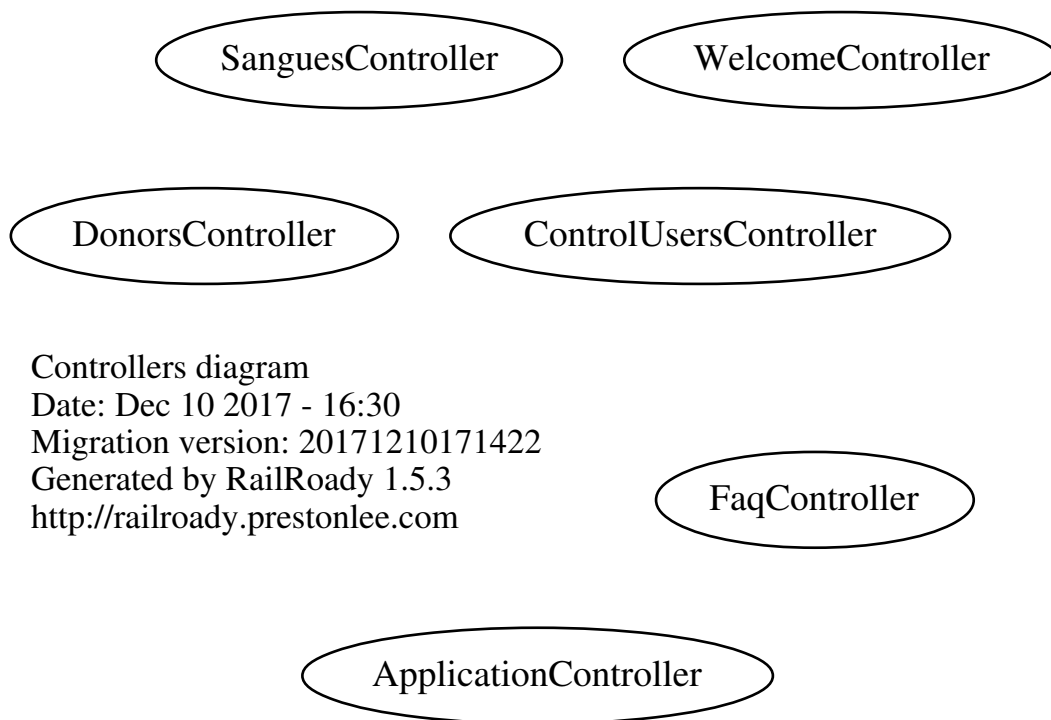 SanguesController
WelcomeController
DonorsController
ControlUsersController
Controllers diagram
Date: Dec 10 2017 - 16:30
Migration version: 20171210171422
Generated by RailRoady 1.5.3
http://railroady.prestonlee.com
FaqController
ApplicationController